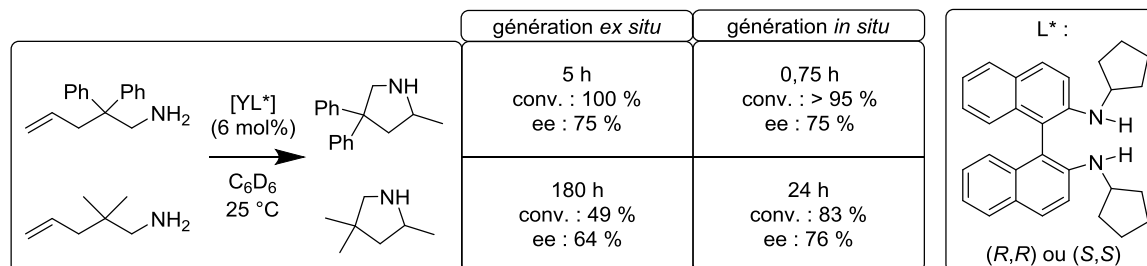 génération ex situ
génération in situ
L* :
Ph
Ph
NH2
[YL*]
(6 mol%)
C6D6
25 °C
NH
Ph
Ph
5 h
conv. : 100 %
ee : 75 %
0,75 h
conv. : > 95 %
ee : 75 %
N
H
N
H
NH2
NH
180 h
conv. : 49 %
ee : 64 %
24 h
conv. : 83 %
ee : 76 %
(R,R) ou (S,S)